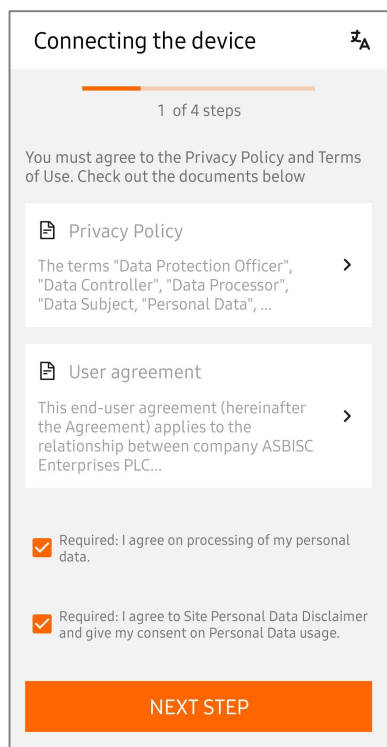 Connecting the device
1 of 4 steps
You must agree to the Privacy Policy and Terms
of Use. Check out the documents below
Privacy Policy
The terms "Data Protection Officer",
"Data Controller", "Data Processor",
"Data Subject, "Personal Data", ...
User agreement
This end-user agreement (hereinafter
the Agreement) applies to the
relationship between company ASBISC
Enterprises PLC...
Required: I agree on processing of my personal
data.
Required: I agree to Site Personal Data Disclaimer
and give my consent on Personal Data usage.
NEXT STEP